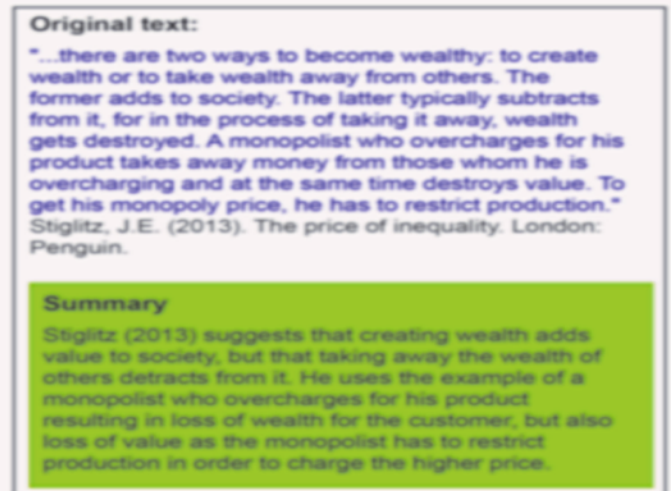 Original text:
"...there are two ways to become wealthy: to create
wealth or to take wealth away from others. The
former adds to society. The latter typically subtracts
from it, for in the process of taking it away, wealth
gets destroyed. A monopolist who overcharges for his
product takes away money from those whom he is
overcharging and at the same time destroys value. To
get his monopoly price, he has to restrict production."
Stiglitz, J.E. (2013). The price of inequality. London:
Penguin.
Summary
Stiglitz (2013) suggests that creating wealth adds
value to society, but that taking away the wealth of
others detracts from it. He uses the example of a
monopolist who overcharges for his product
resulting in loss of wealth for the customer, but also
loss of value as the monopolist has to restrict
production in order to charge the higher price.